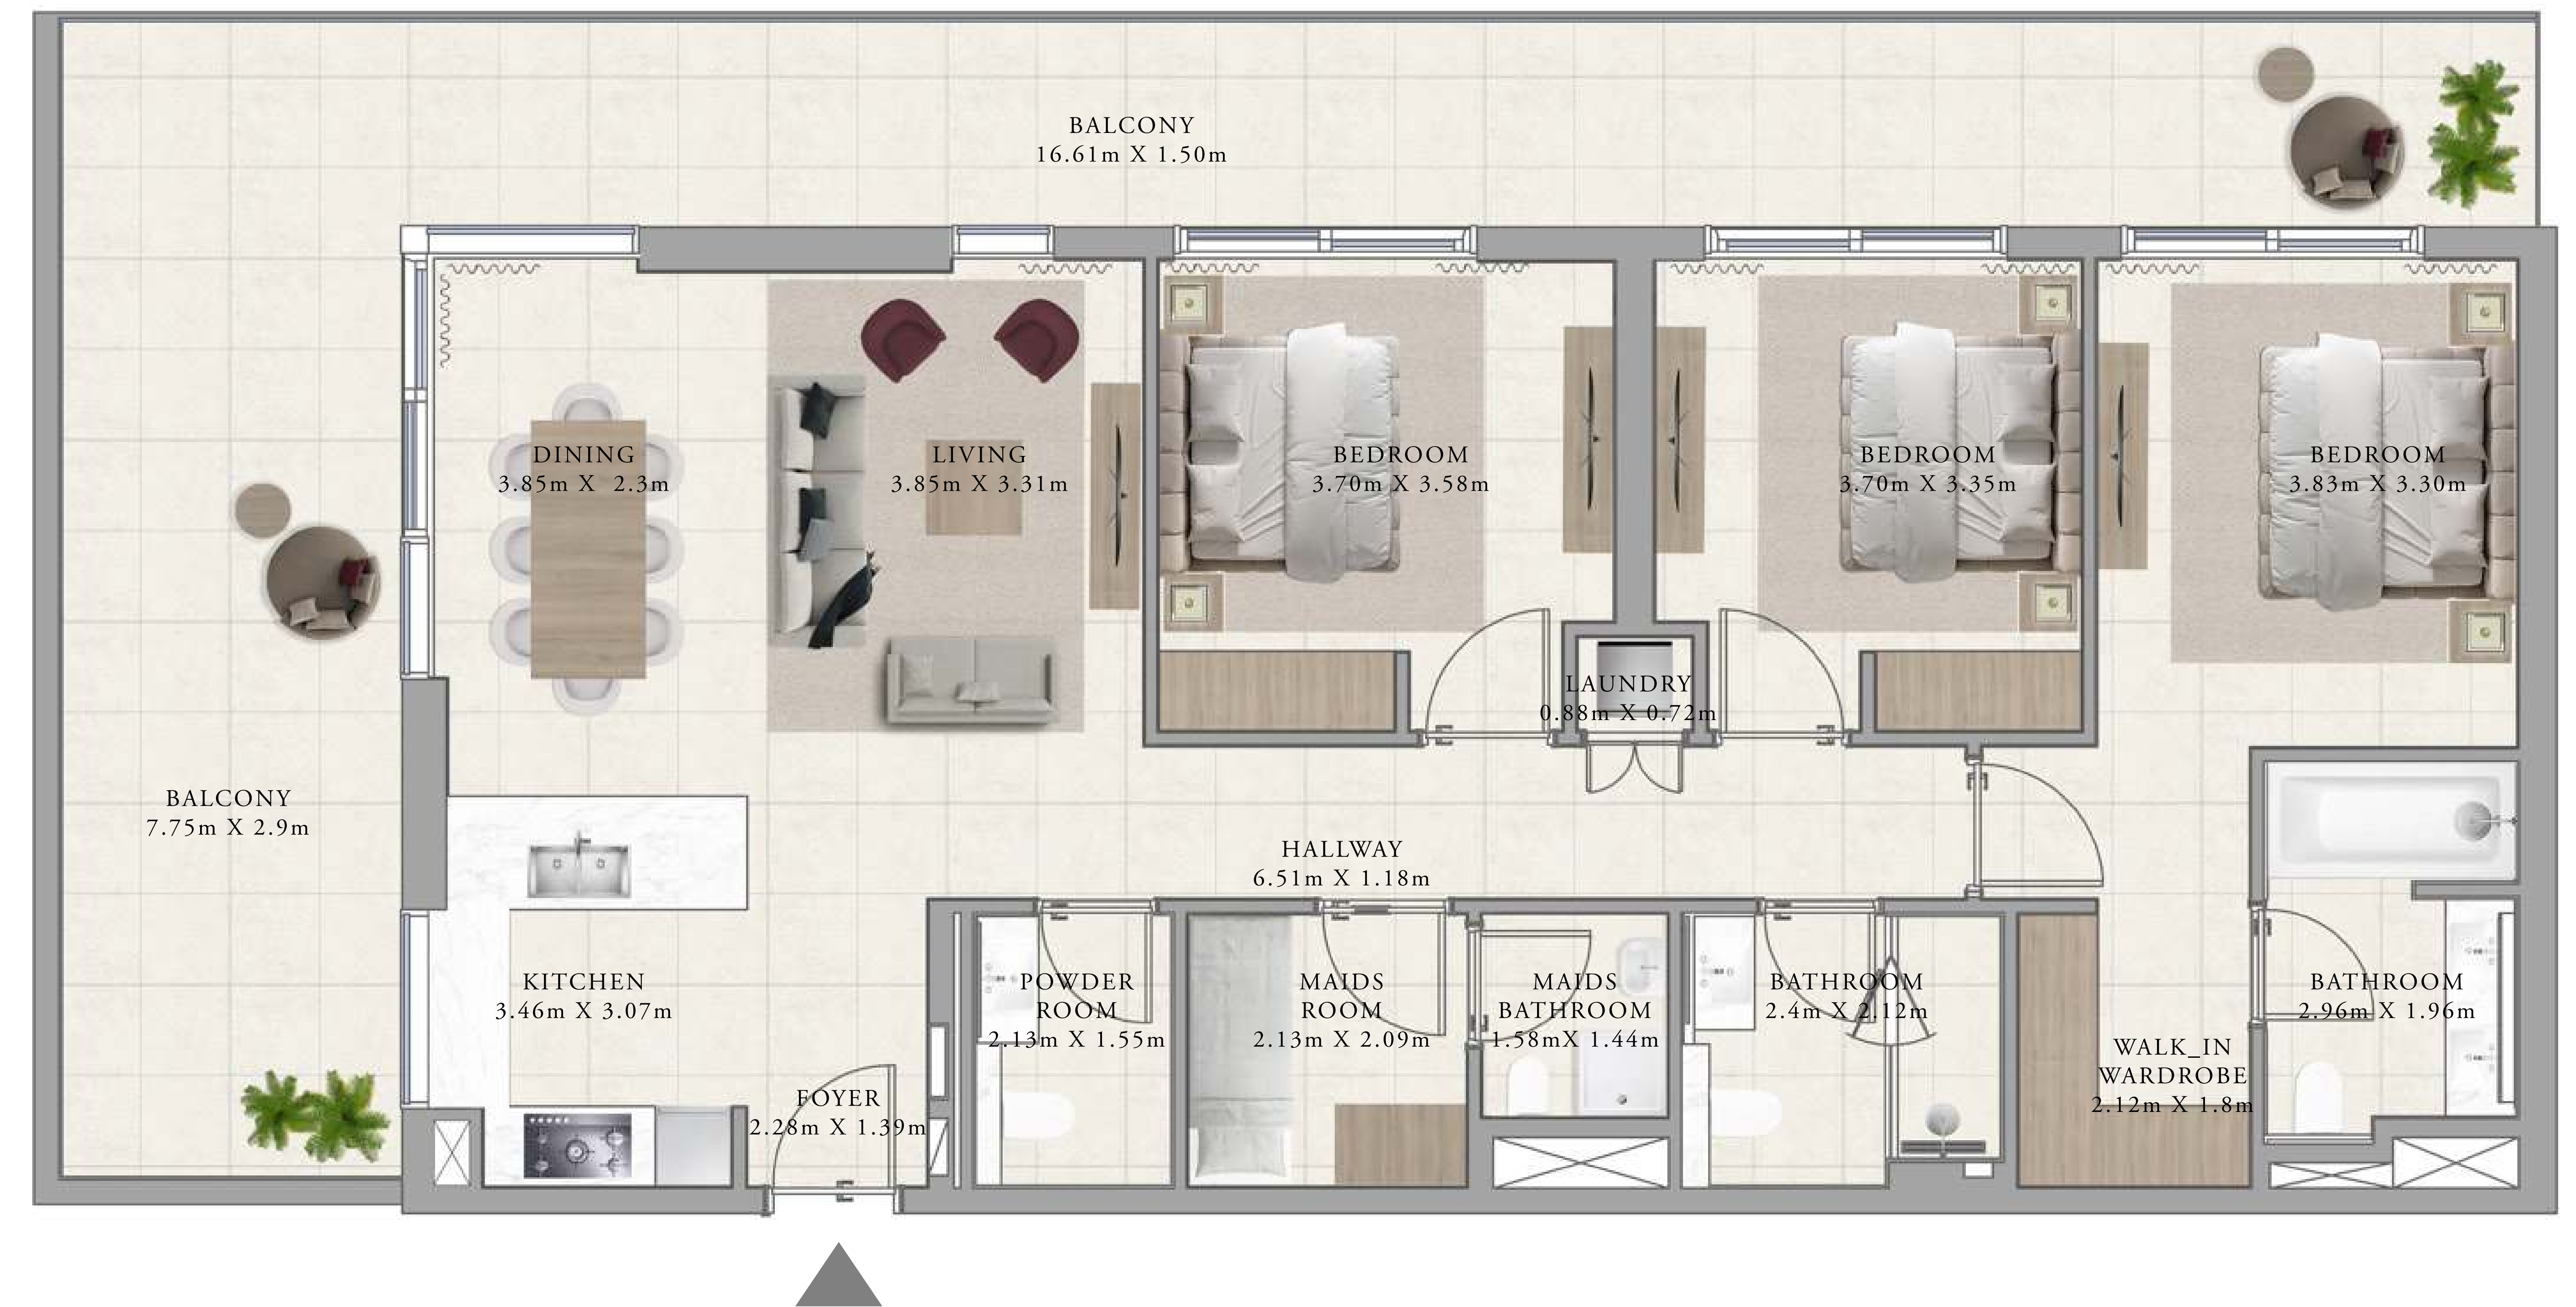 BALCONY
16.61m X 1.50m
DINING
3.85m X 2.3m
LIVING
3.85m X 3.31m
BEDROOM
3.70m X 3.58m
BEDROOM
3.70m X 3.35m
BEDROOM
3.83m X 3.30m
LAUNDRY
0.88m X 0.72m
BALCONY
7.75m X 2.9m
HALLWAY
6.51m X 1.18m
KITCHEN
3.46m X 3.07m
FOYER
2.28m X 1.39m
POWDER
ROOM
2.13m X 1.55m
MAIDS
ROOM
2.13m X 2.09m
MAIDS
BATHROOM
1.58mX 1.44m
BATHROOM
2.4m X 2.12m
WALK_IN
WARDROBE
2.12m X 1.8m
BATHROOM
2.96m X 1.96m